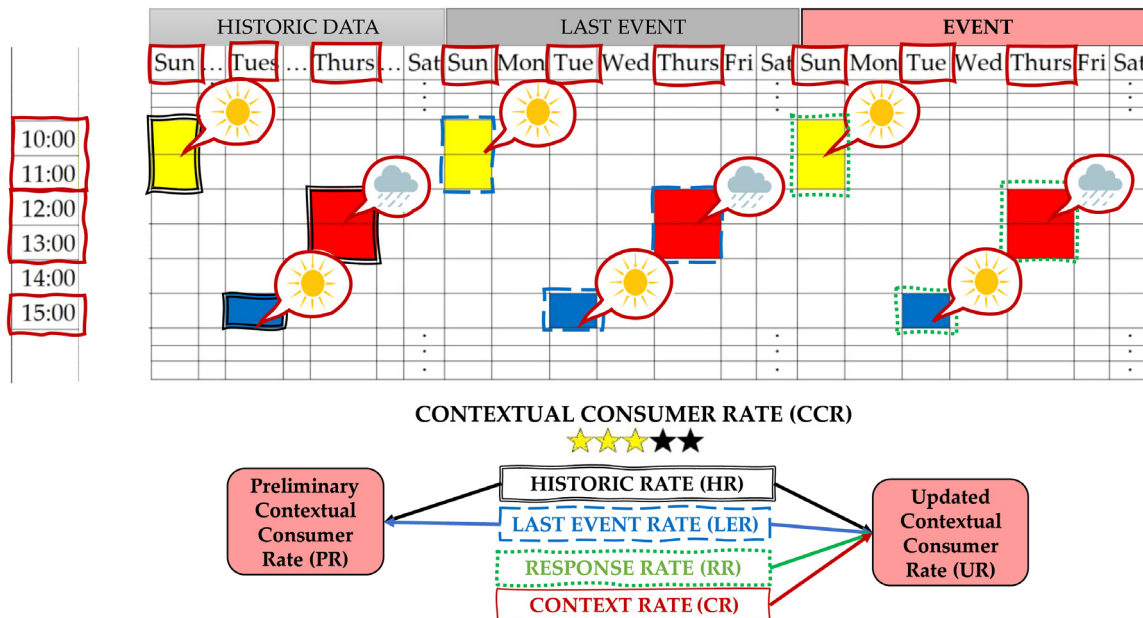 HISTORIC DATA LAST EVENT EVENT
Sun ... Tues ... Thurs ... Sat Sun Mon Tue Wed Thurs Fri Sat Sun Mon Tue Wed Thurs Fri Sat
10:00
11:00
12:00
13:00
14:00
15:00
CONTEXTUAL CONSUMER RATE (CCR)
Preliminary
Contextual
Consumer
Rate (PR)
HISTORIC RATE (HR)
LAST EVENT RATE (LER)
RESPONSE RATE (RR)
CONTEXT RATE (CR)
Updated
Contextual
Consumer
Rate (UR)